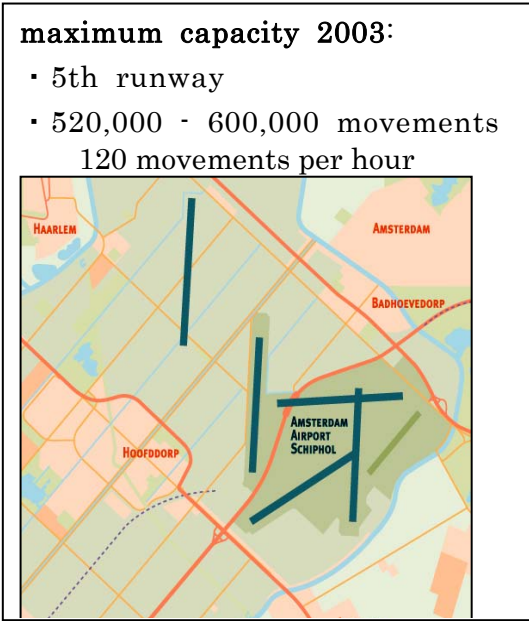 maximum capacity 2003:
· 5th runway
· 520,000 - 600,000 movements
120 movements per hour
HAARLEM
AMSTERDAM
BADHOEVEDORP
AMSTERDAM
AIRPORT
SCHIPHOL
HOOFDDORP